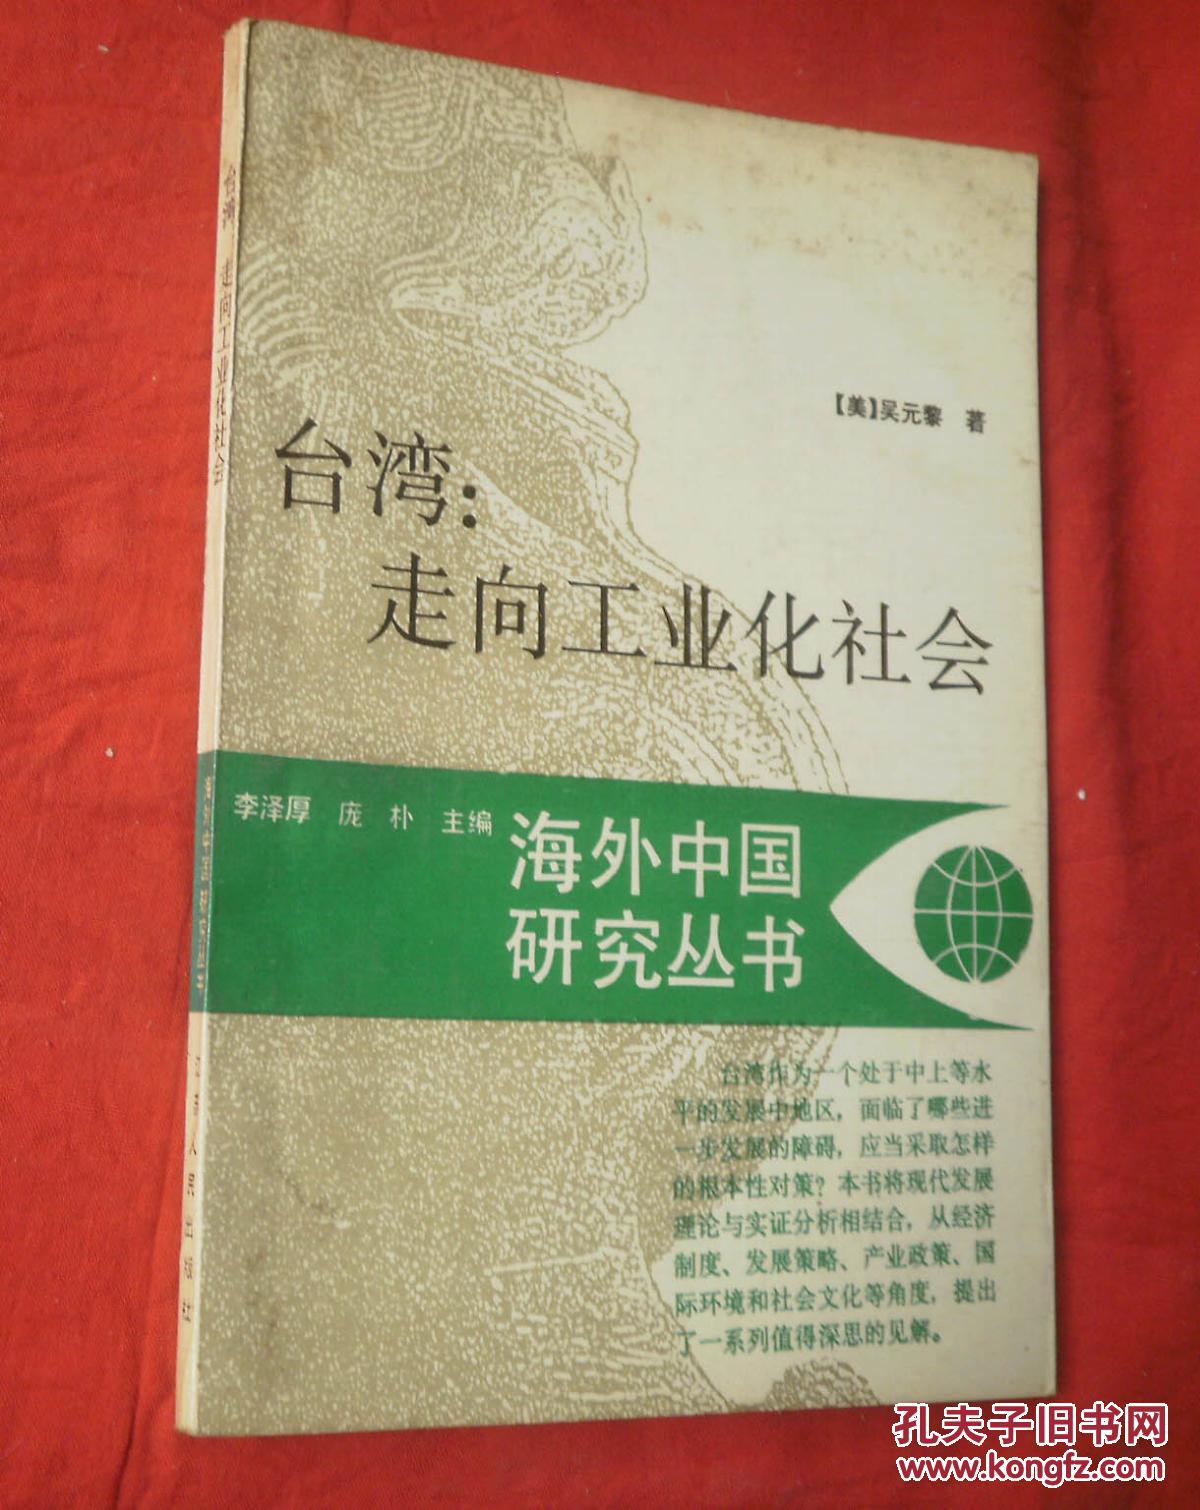 【美】吴元黎 著
台湾:
走向工业化社会
李泽厚 庞 朴 主编
海外中国
研究丛书
台湾作为一个处于中上等水
平的发展中地区，面临了哪些进
一步发展的障碍，应当采取怎样
的根本性对策？本书将现代发展
理论与实证分析相结合，从经济
制度、发展策略、产业政策、国
际环境和社会文化等角度，提出
了一系列值得深思的见解。
台湾 走向工业化社会
人民出版社
孔夫子旧书网
www.kongfz.com